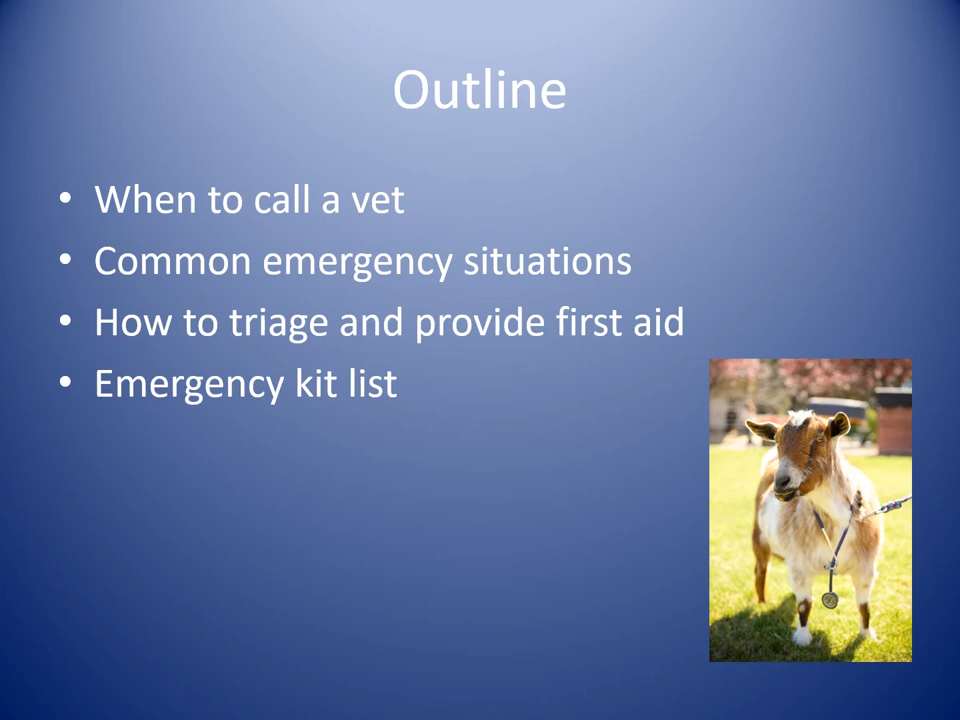 Outline
• When to call a vet
• Common emergency situations
• How to triage and provide first aid
• Emergency kit list